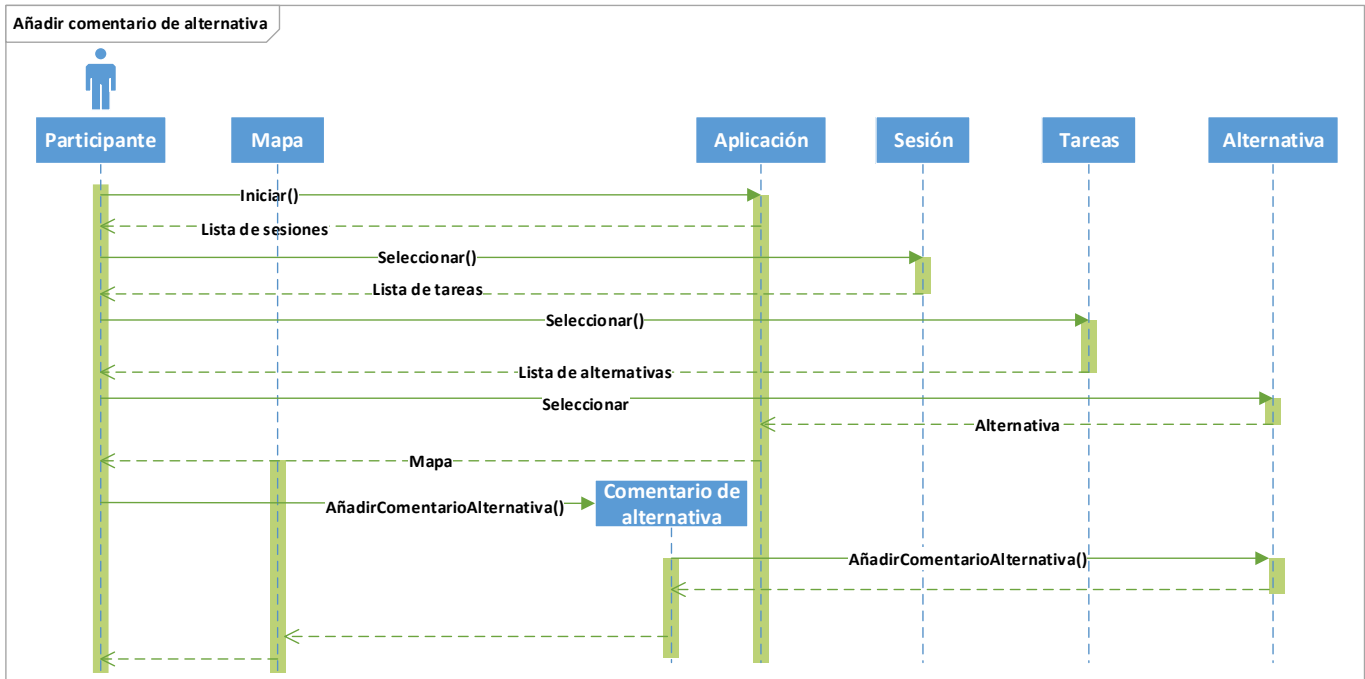 Añadir comentario de alternativa
Participante
Mapa
Aplicación
Sesión
Tareas
Alternativa
Iniciar()
Lista de sesiones
Seleccionar()
Lista de tareas
Seleccionar()
Lista de alternativas
Seleccionar
Alternativa
Mapa
AñadirComentarioAlternativa()
Comentario de
alternativa
AñadirComentarioAlternativa()